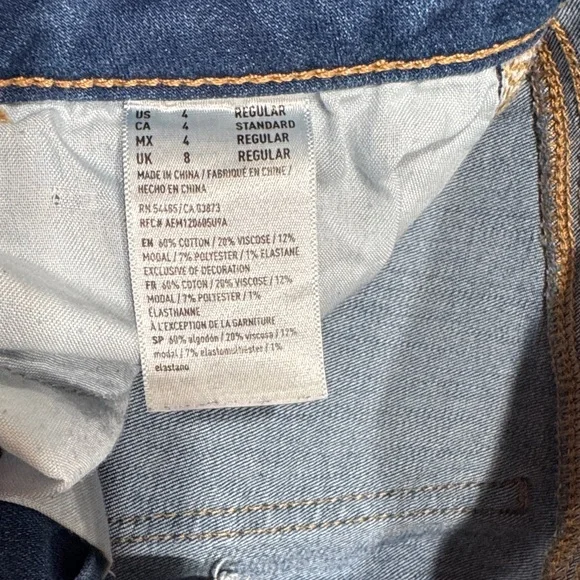 US 4 REGULAR
CA 4 STANDARD
MX 4 REGULAR
UK 8 REGULAR
MADE IN CHINA / FABRIQUÉ EN CHINE /
HECHO EN CHINA
RN 54485 / CA 03873
RFC# AEM120605U9A
EN 60% COTTON / 20% VISCOSE / 12%
MODAL / 7% POLYESTER / 1% ELASTANE
EXCLUSIVE OF DECORATION
FR 60% COTON / 20% VISCOSE / 12%
MODAL / 7% POLYESTER / 1%
ÉLASTHANNE
À L'EXCEPTION DE LA GARNITURE
SP 60% algodón / 20% viscosa / 12%
modal / 7% elastomultiéster / 1%
elastano